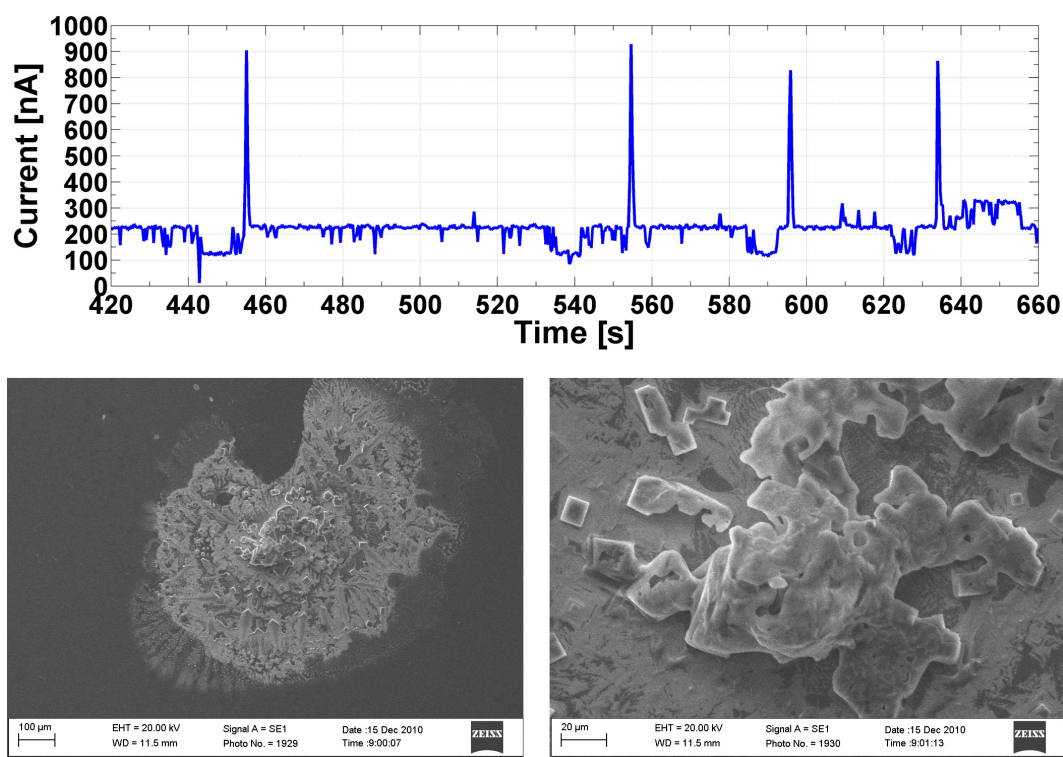 1000
900
800
700
600
500
400
300
200
100
0
Current [nA]
420 440 460 480 500 520 540 560 580 600 620 640 660
Time [s]
100 µm
EHT = 20.00 kV
WD = 11.5 mm
Signal A = SE1
Photo No. = 1929
Date :15 Dec 2010
Time :9:00:07
ZEISS
20 µm
EHT = 20.00 kV
WD = 11.5 mm
Signal A = SE1
Photo No. = 1930
Date :15 Dec 2010
Time :9:01:13
ZEISS